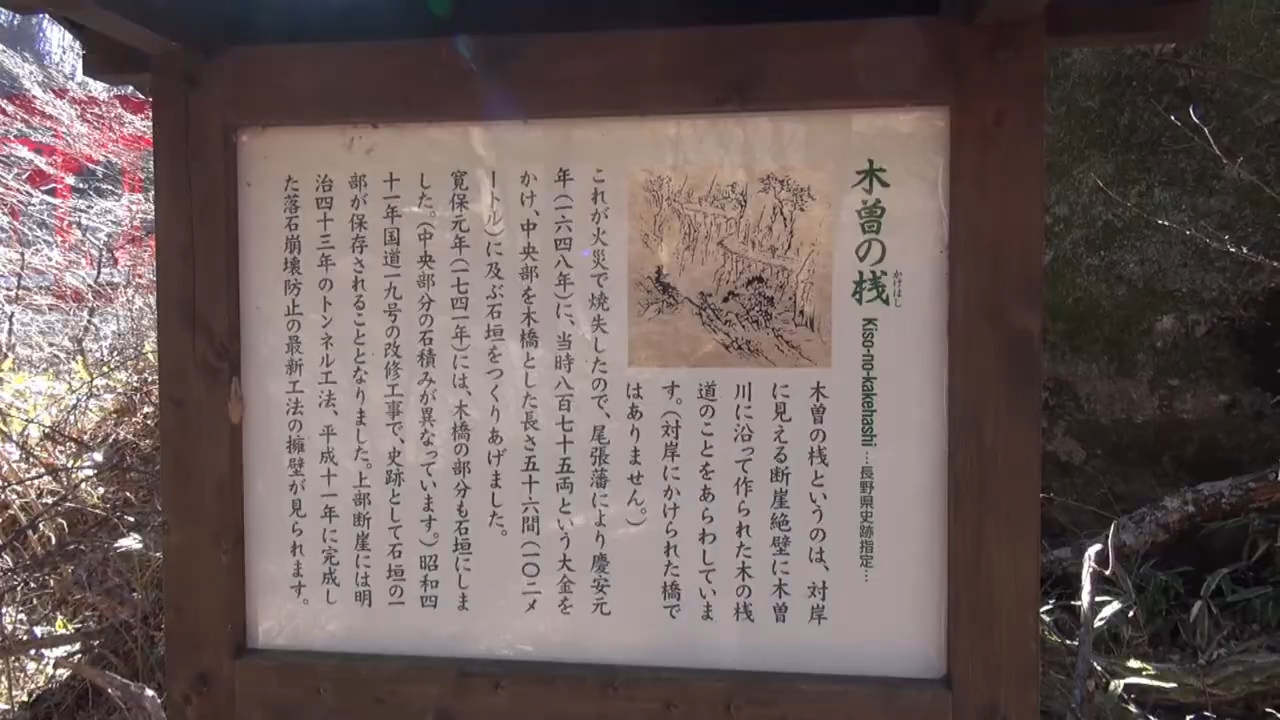 木曽の桟 かけはし Kiso-no-kakehashi …長野県史跡指定…
木曽の桟というのは、対岸
に見える断崖絶壁に木曽
川に沿って作られた木の桟
道のことをあらわしていま
す。(対岸にかけられた橋で
はありません。)
これが火災で焼失したので、尾張藩により慶安元
年(一六四八年)に、当時八百七十五両という大金を
かけ、中央部を木橋とした長さ五十六間(一〇二メ
ートル)に及ぶ石垣をつくりあげました。
寛保元年(一七四一年)には、木橋の部分も石垣にしま
した。(中央部分の石積みが異なっています。)昭和四
十一年国道一九号の改修工事で、史跡として石垣の一
部が保存されることとなりました。上部断崖には明
治四十三年のトンネル工法、平成十一年に完成し
た落石崩壊防止の最新工法の擁壁が見られます。